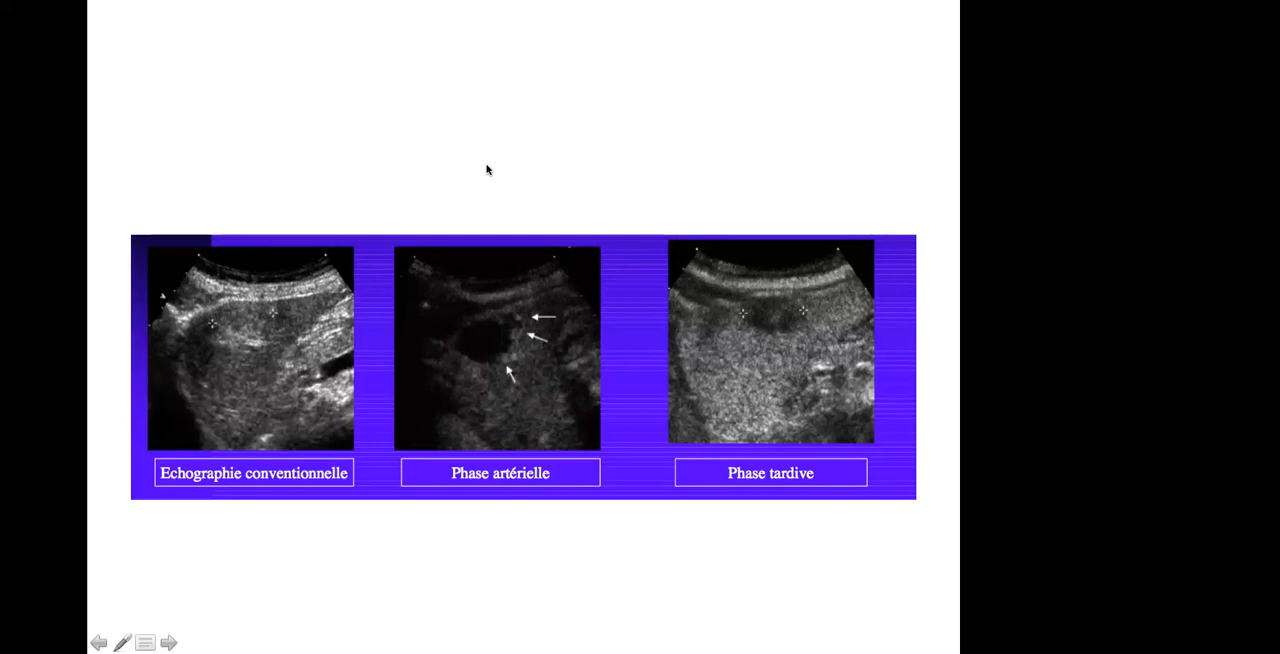 Echographie conventionnelle
Phase artérielle
Phase tardive